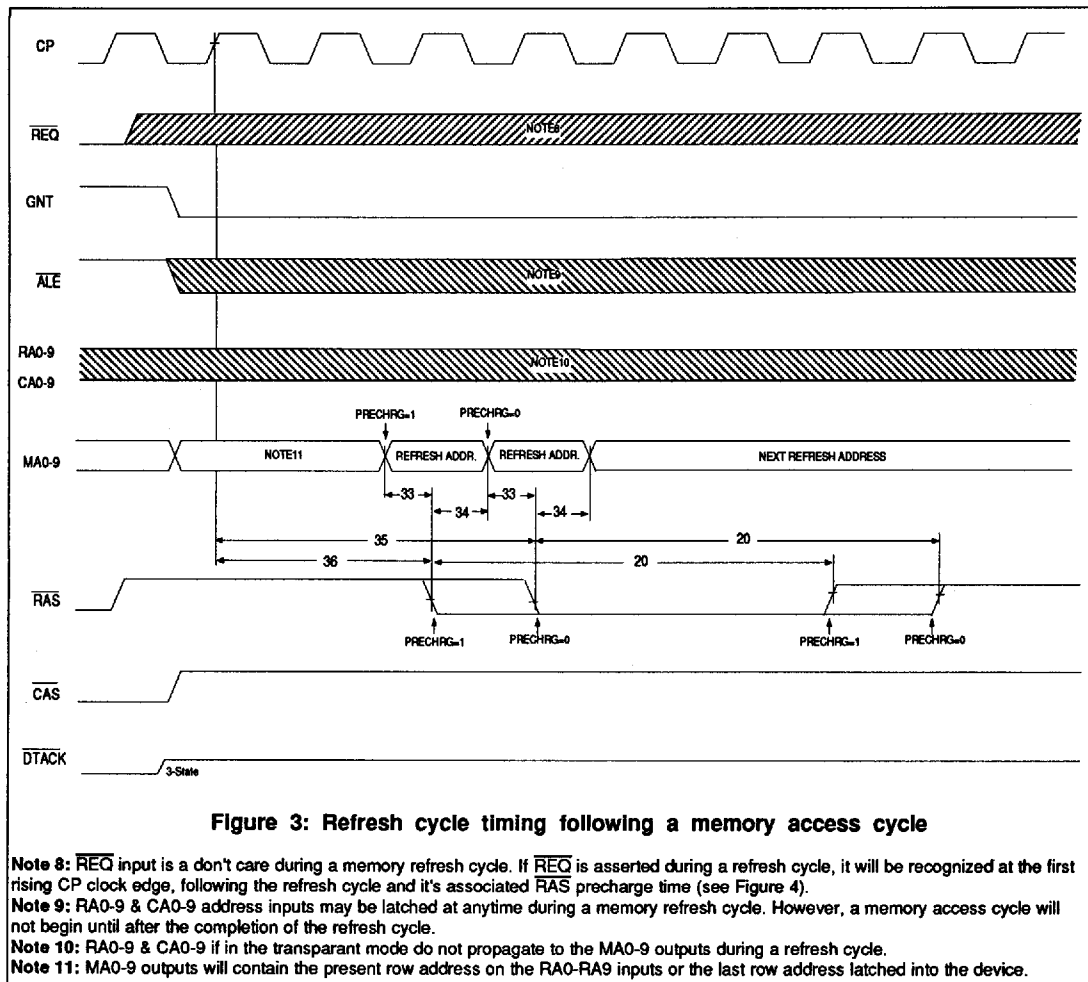 CP
REQ
NOTE8
GNT
ALE
NOTE9
RA0-9
NOTE10
CA0-9
PRECHRG=1 PRECHRG=0
MA0-9 NOTE11 REFRESH ADDR. REFRESH ADDR. NEXT REFRESH ADDRESS
33 33
34 34
35 20
36 20
RAS
PRECHRG=1 PRECHRG=0 PRECHRG=1 PRECHRG=0
CAS
DTACK
3-State
Figure 3: Refresh cycle timing following a memory access cycle
Note 8: REQ input is a don't care during a memory refresh cycle. If REQ is asserted during a refresh cycle, it will be recognized at the first
rising CP clock edge, following the refresh cycle and it's associated RAS precharge time (see Figure 4).
Note 9: RA0-9 & CA0-9 address inputs may be latched at anytime during a memory refresh cycle. However, a memory access cycle will
not begin until after the completion of the refresh cycle.
Note 10: RA0-9 & CA0-9 if in the transparant mode do not propagate to the MA0-9 outputs during a refresh cycle.
Note 11: MA0-9 outputs will contain the present row address on the RA0-RA9 inputs or the last row address latched into the device.